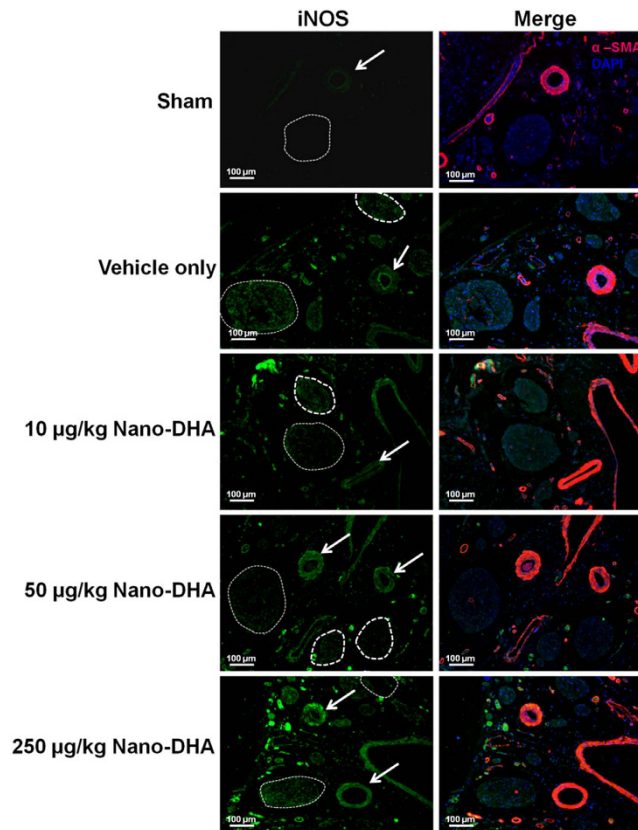 iNOS Merge
Sham
α –SMA
DAPI
100 µm 100 µm
Vehicle only
100 µm 100 µm
10 µg/kg Nano-DHA
100 µm 100 µm
50 µg/kg Nano-DHA
100 µm 100 µm
250 µg/kg Nano-DHA
100 µm 100 µm